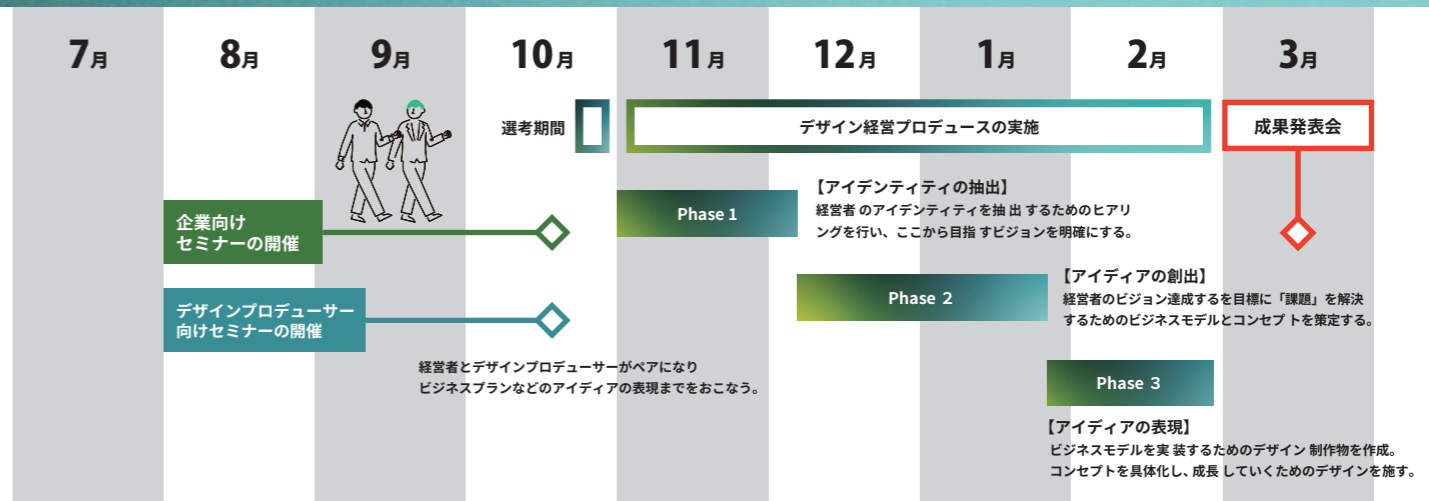 7月 8月 9月 10月 11月 12月 1月 2月 3月
選考期間
デザイン経営プロデュースの実施
成果発表会
企業向け
セミナーの開催
デザインプロデューサー
向けセミナーの開催
経営者とデザインプロデューサーがペアになり
ビジネスプランなどのアイディアの表現までをおこなう。
Phase 1
【アイデンティティの抽出】
経営者 のアイデンティティを抽 出 するためのヒアリ
ングを行い、ここから目指 すビジョンを明確にする。
Phase 2
【アイディアの創出】
経営者のビジョン達成するを目標に「課題」を解決
するためのビジネスモデルとコンセプ トを策定する。
Phase 3
【アイディアの表現】
ビジネスモデルを実 装するためのデザイン 制作物を作成。
コンセプトを具体化し、成長 していくためのデザインを施す。